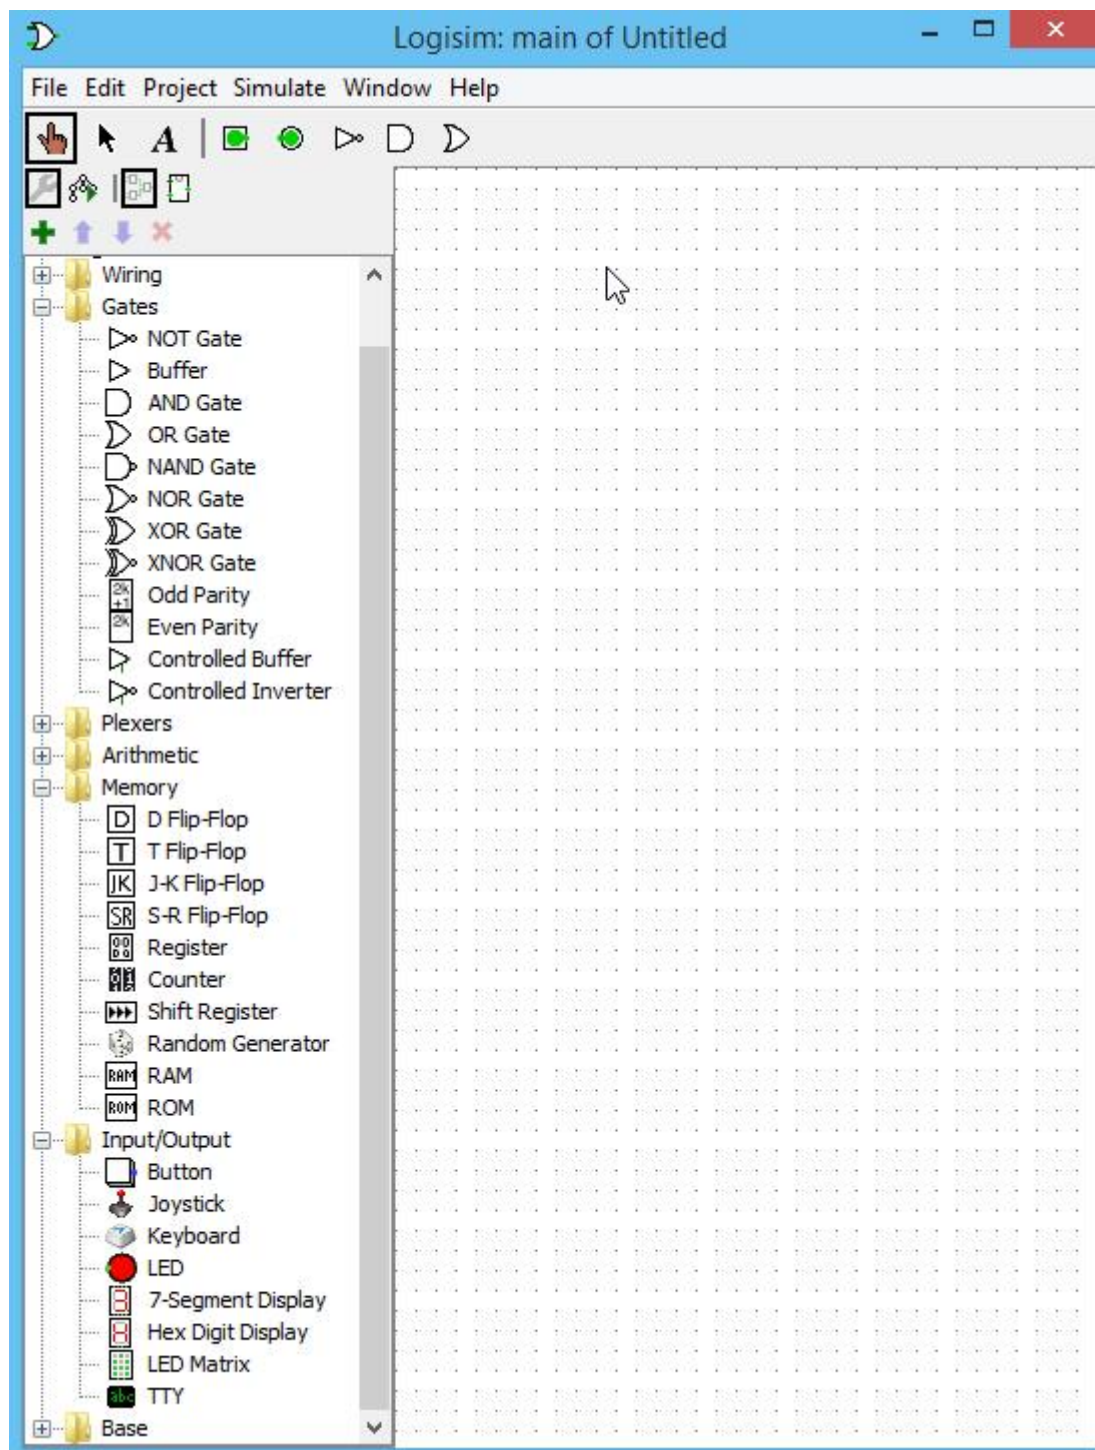 Logisim: main of Untitled
File Edit Project Simulate Window Help
A
Wiring
Gates
NOT Gate
Buffer
AND Gate
OR Gate
NAND Gate
NOR Gate
XOR Gate
XNOR Gate
2k+1 Odd Parity
2k Even Parity
Controlled Buffer
Controlled Inverter
Plexers
Arithmetic
Memory
D D Flip-Flop
T T Flip-Flop
JK J-K Flip-Flop
SR S-R Flip-Flop
Register
Counter
Shift Register
Random Generator
RAM RAM
ROM ROM
Input/Output
Button
Joystick
Keyboard
LED
7-Segment Display
Hex Digit Display
LED Matrix
abc TTY
Base